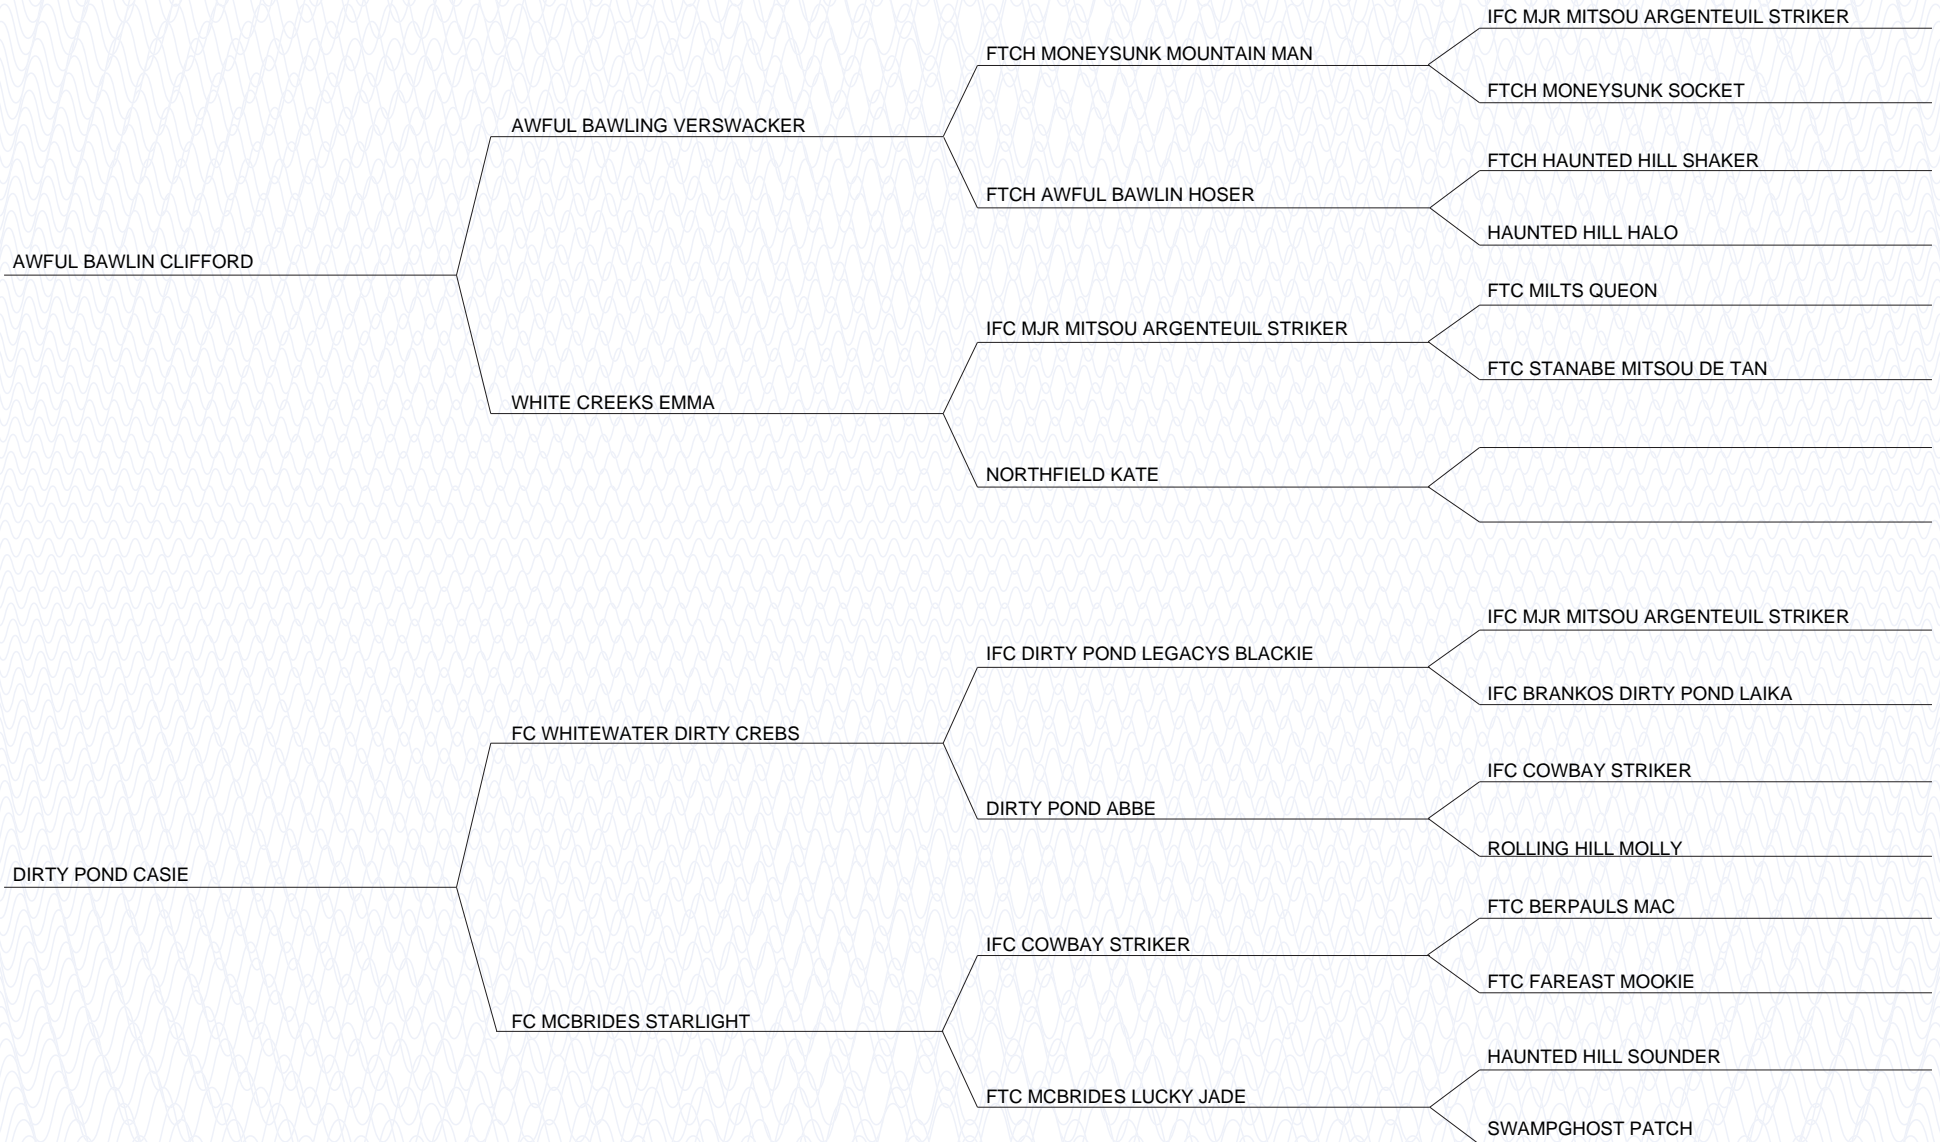 IFC MJR MITSOU ARGENTEUIL STRIKER
FTCH MONEYSUNK MOUNTAIN MAN
FTCH MONEYSUNK SOCKET
AWFUL BAWLING VERSWACKER
FTCH HAUNTED HILL SHAKER
FTCH AWFUL BAWLIN HOSER
HAUNTED HILL HALO
AWFUL BAWLIN CLIFFORD
FTC MILTS QUEON
IFC MJR MITSOU ARGENTEUIL STRIKER
FTC STANABE MITSOU DE TAN
WHITE CREEKS EMMA
NORTHFIELD KATE
IFC MJR MITSOU ARGENTEUIL STRIKER
IFC DIRTY POND LEGACYS BLACKIE
IFC BRANKOS DIRTY POND LAIKA
FC WHITEWATER DIRTY CREBS
IFC COWBAY STRIKER
DIRTY POND ABBE
ROLLING HILL MOLLY
DIRTY POND CASIE
FTC BERPAULS MAC
IFC COWBAY STRIKER
FTC FAREAST MOOKIE
FC MCBRIDES STARLIGHT
HAUNTED HILL SOUNDER
FTC MCBRIDES LUCKY JADE
SWAMPGHOST PATCH